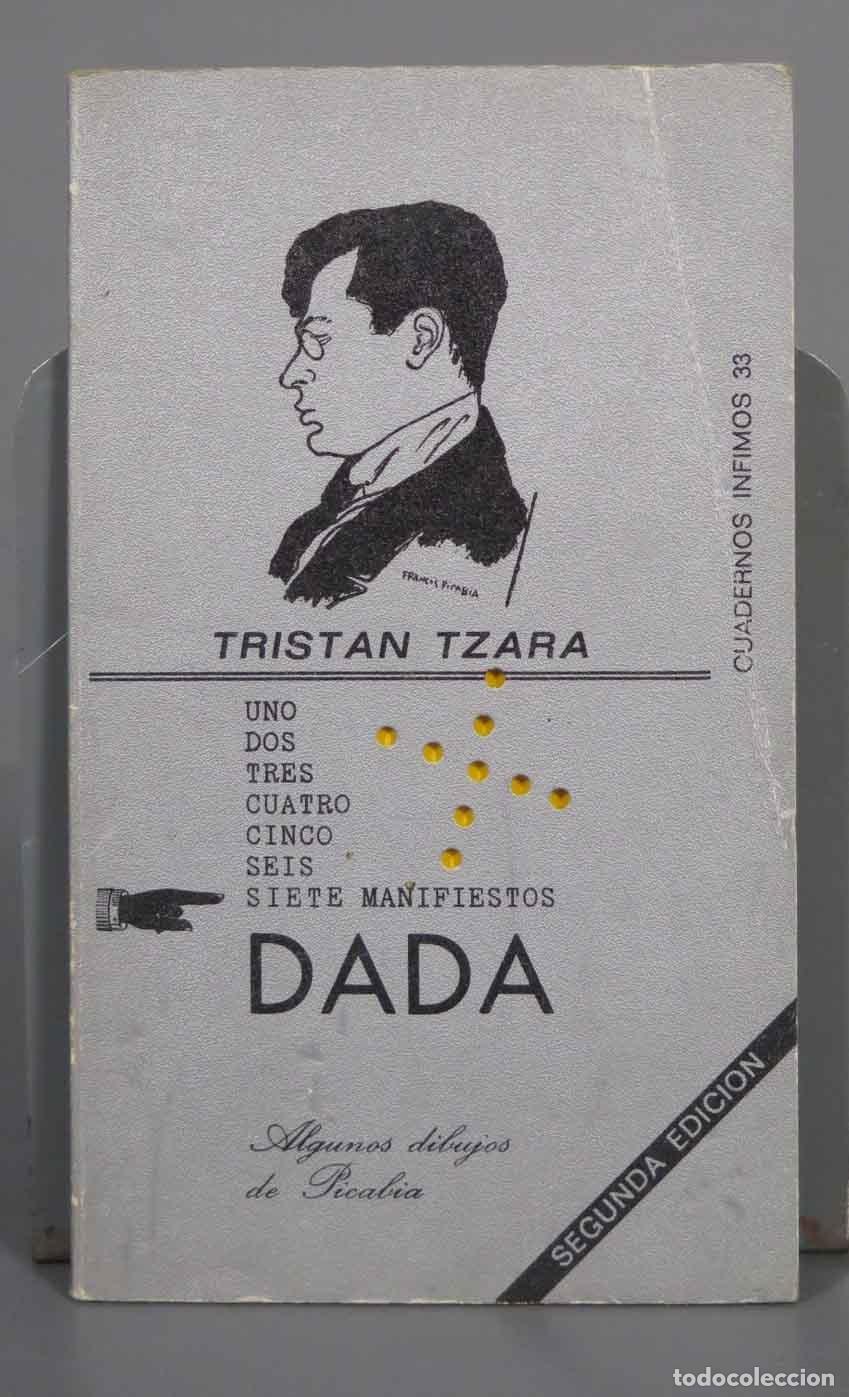 FRANCIS PICABIA
TRISTAN TZARA
CUADERNOS INFIMOS 33
UNO
DOS
TRES
CUATRO
CINCO
SEIS
SIETE MANIFIESTOS
DADA
Algunos dibujos
de Picabia
SEGUNDA EDICION
todocoleccion